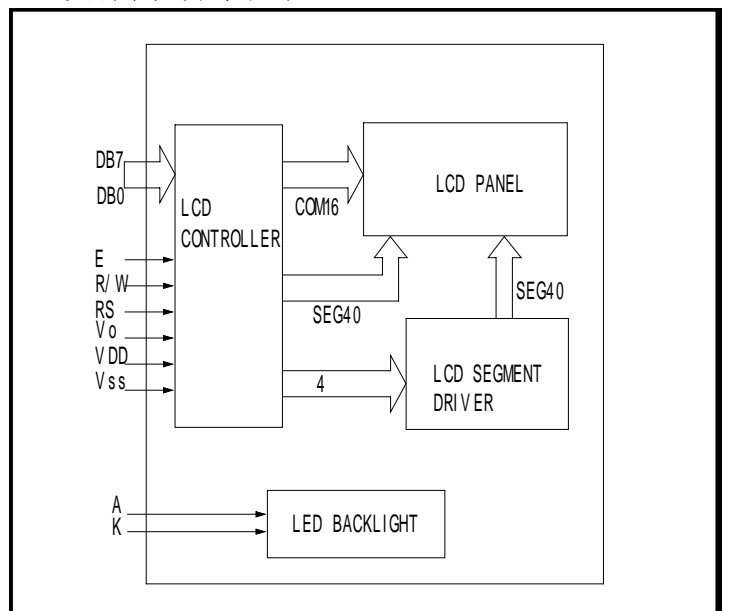 DB7
DB0
LCD
CONTROLLER
E
R/W
RS
Vo
VDD
Vss
COM16
SEG40
4
LCD PANEL
SEG40
LCD SEGMENT
DRIVER
A
K
LED BACKLIGHT